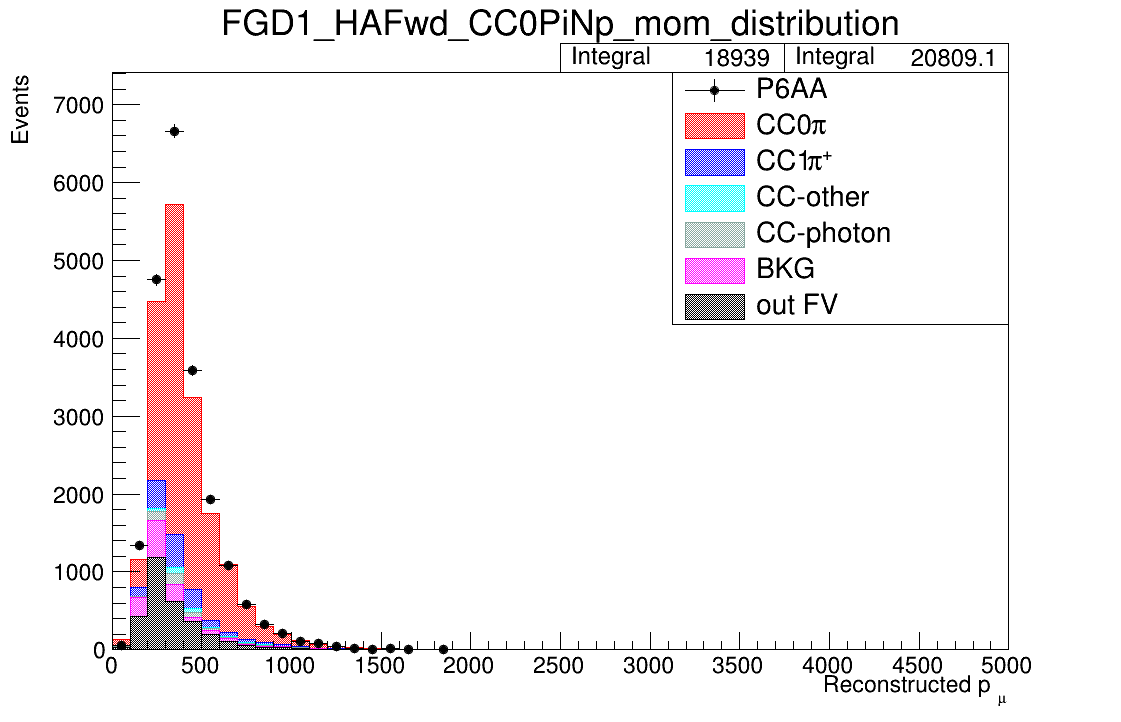 FGD1_HAFwd_CC0PiNp_mom_distribution
Integral 18939 Integral 20809.1
Events
P6AA
CC0π
CC1π⁺
CC-other
CC-photon
BKG
out FV
7000
6000
5000
4000
3000
2000
1000
0
0 500 1000 1500 2000 2500 3000 3500 4000 4500 5000
Reconstructed p μ